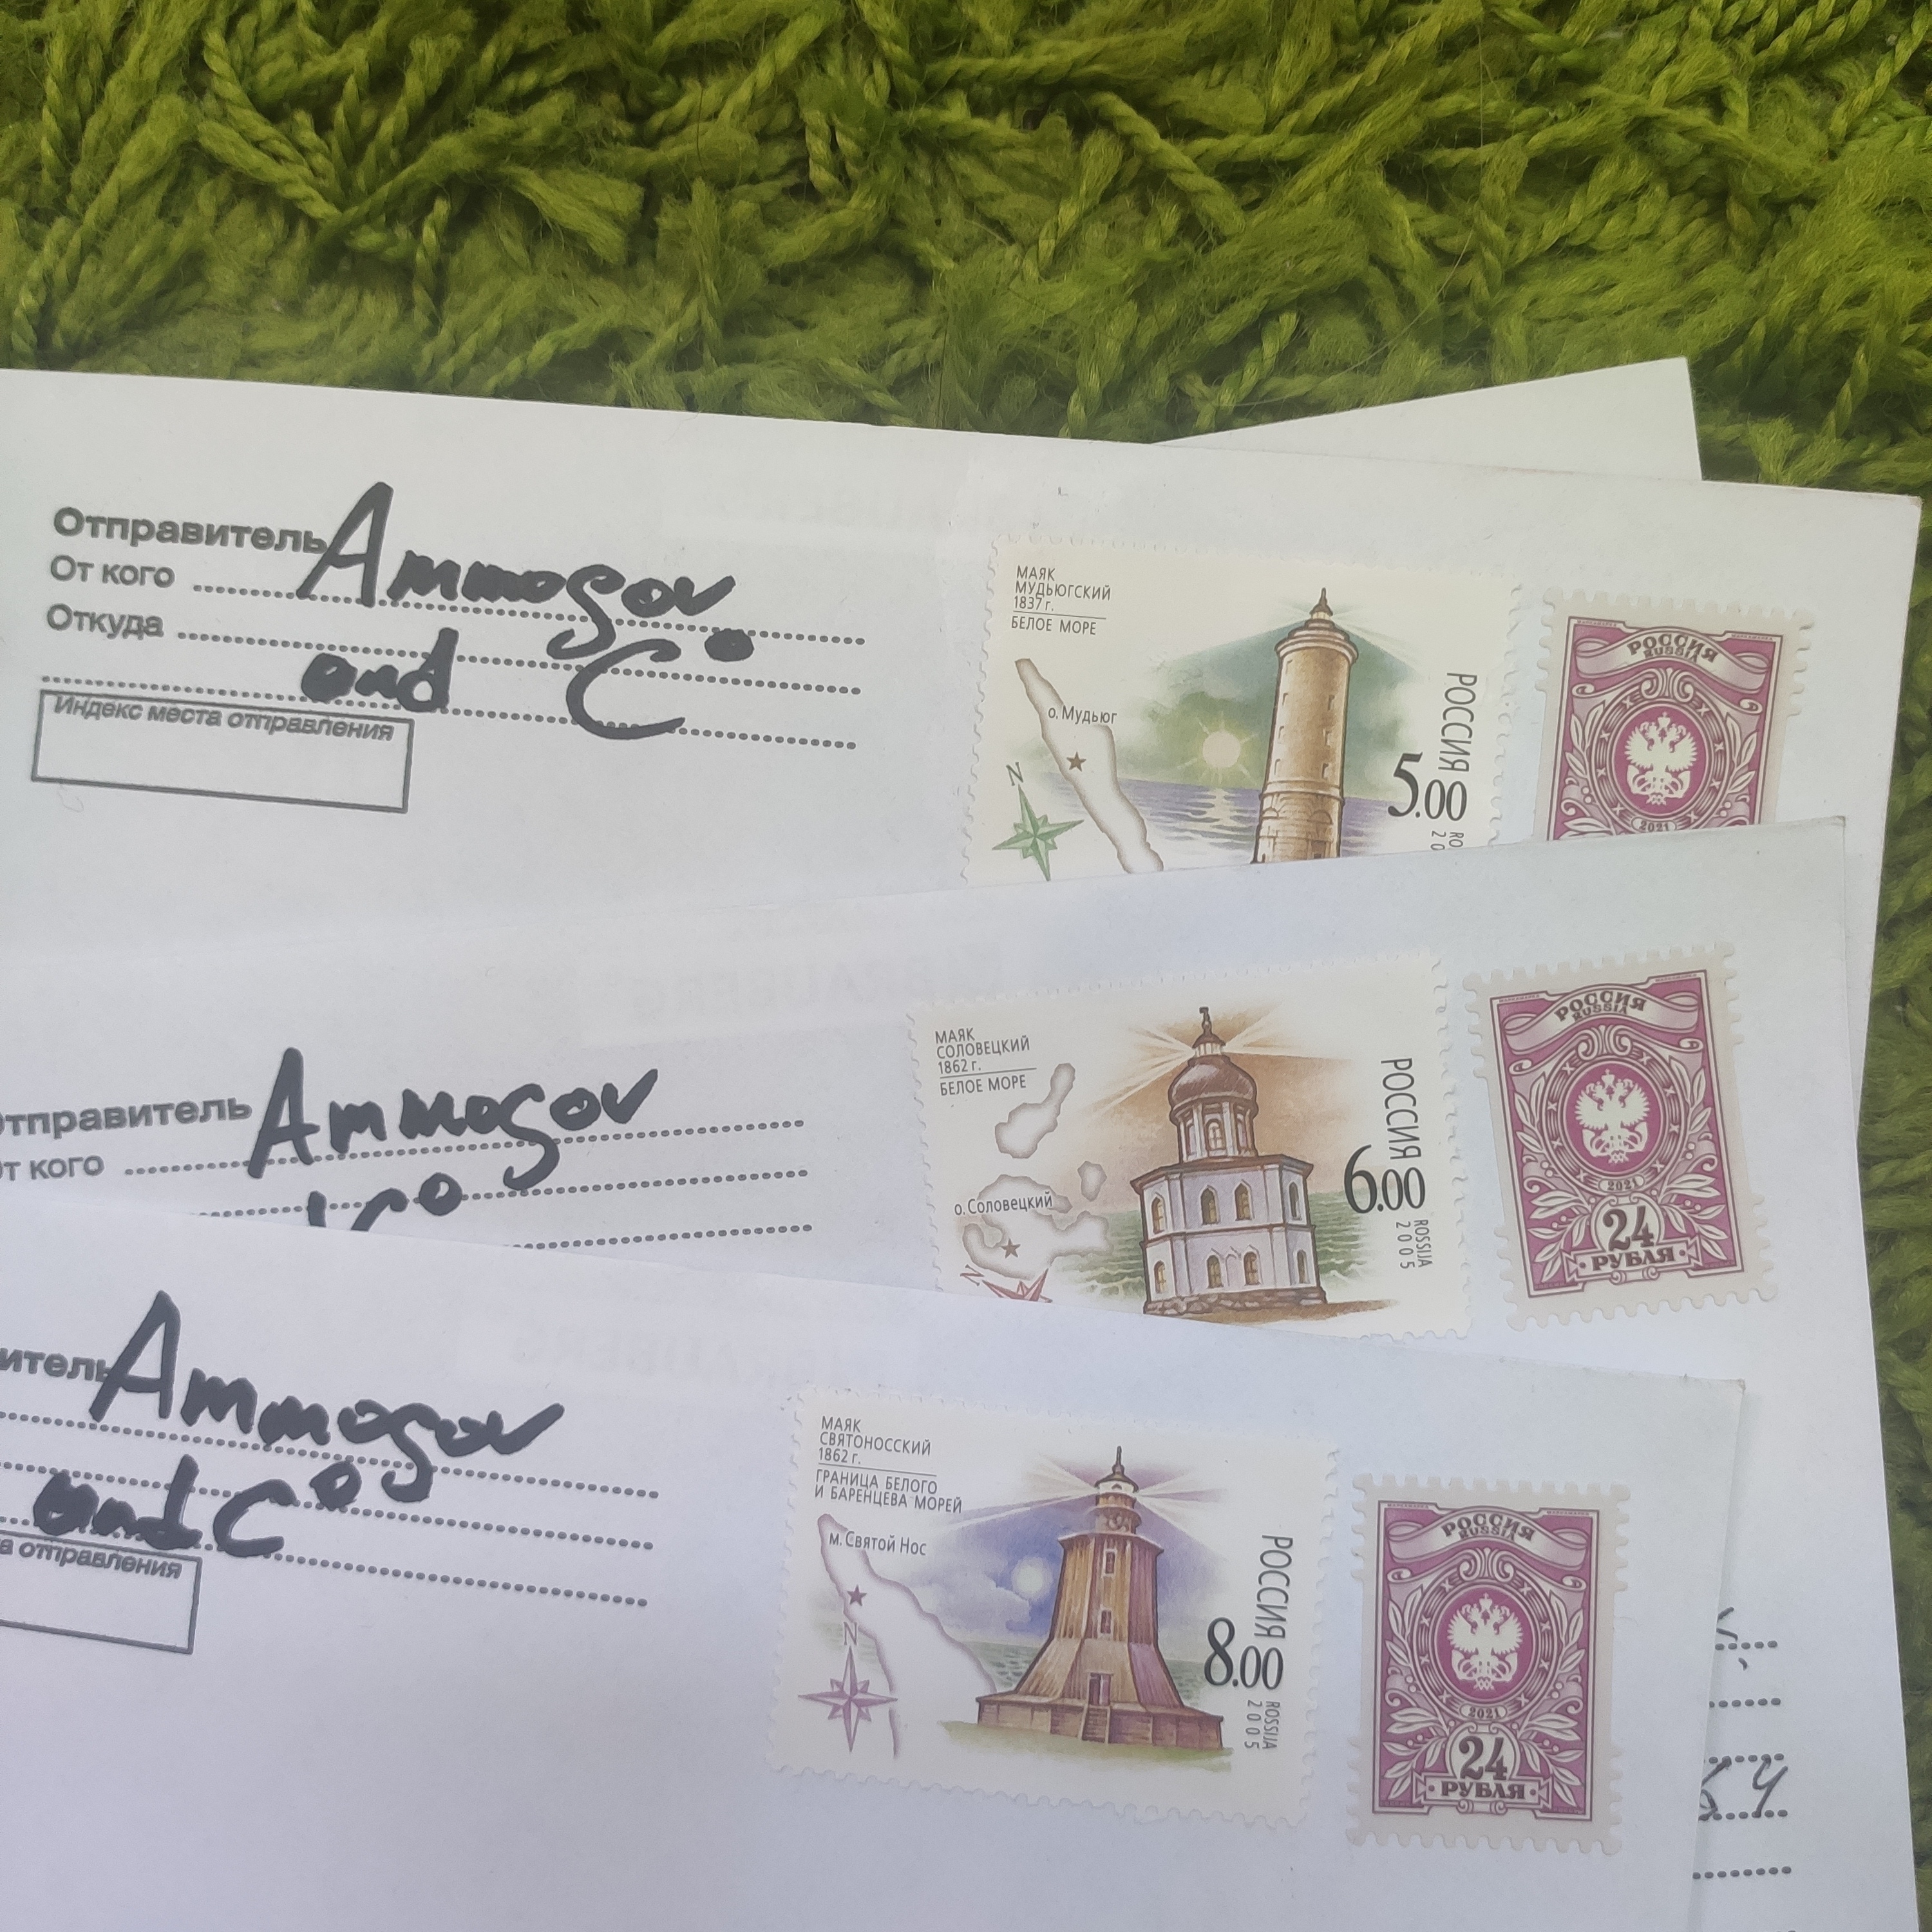 Отправитель Ammosov
От кого
Откуда and C°
Индекс места отправления
МАЯК
МУДЬЮГСКИЙ
1837 г.
БЕЛОЕ МОРЕ
о. Мудьюг
N
РОССИЯ
5.00
РОССИЯ
RUSSIA
2021
тправитель Ammosov
т кого
C°
МАЯК
СОЛОВЕЦКИЙ
1862 г.
БЕЛОЕ МОРЕ
о. Соловецкий
N
РОССИЯ
6.00
ROSSIJA
2005
РОССИЯ
RUSSIA
2021
24
РУБЛЯ
итель Ammosov
and C°
а отправления
МАЯК
СВЯТОНОССКИЙ
1862 г.
ГРАНИЦА БЕЛОГО
И БАРЕНЦЕВА МОРЕЙ
м. Святой Нос
N
РОССИЯ
8.00
ROSSIJA
2005
РОССИЯ
RUSSIA
2021
24
РУБЛЯ